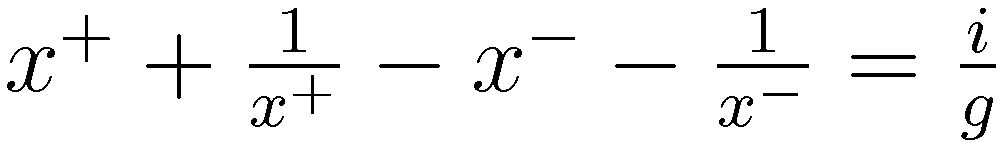 x⁺ + 1/x⁺ − x⁻ − 1/x⁻ = i/g